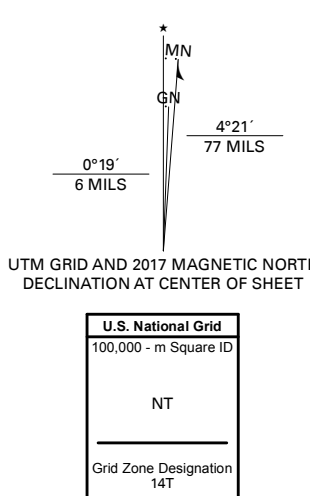 MN
GN
4°21´
77 MILS
0°19´
6 MILS
UTM GRID AND 2017 MAGNETIC NORT
DECLINATION AT CENTER OF SHEET
U.S. National Grid
100,000 - m Square ID
NT
Grid Zone Designation
14T